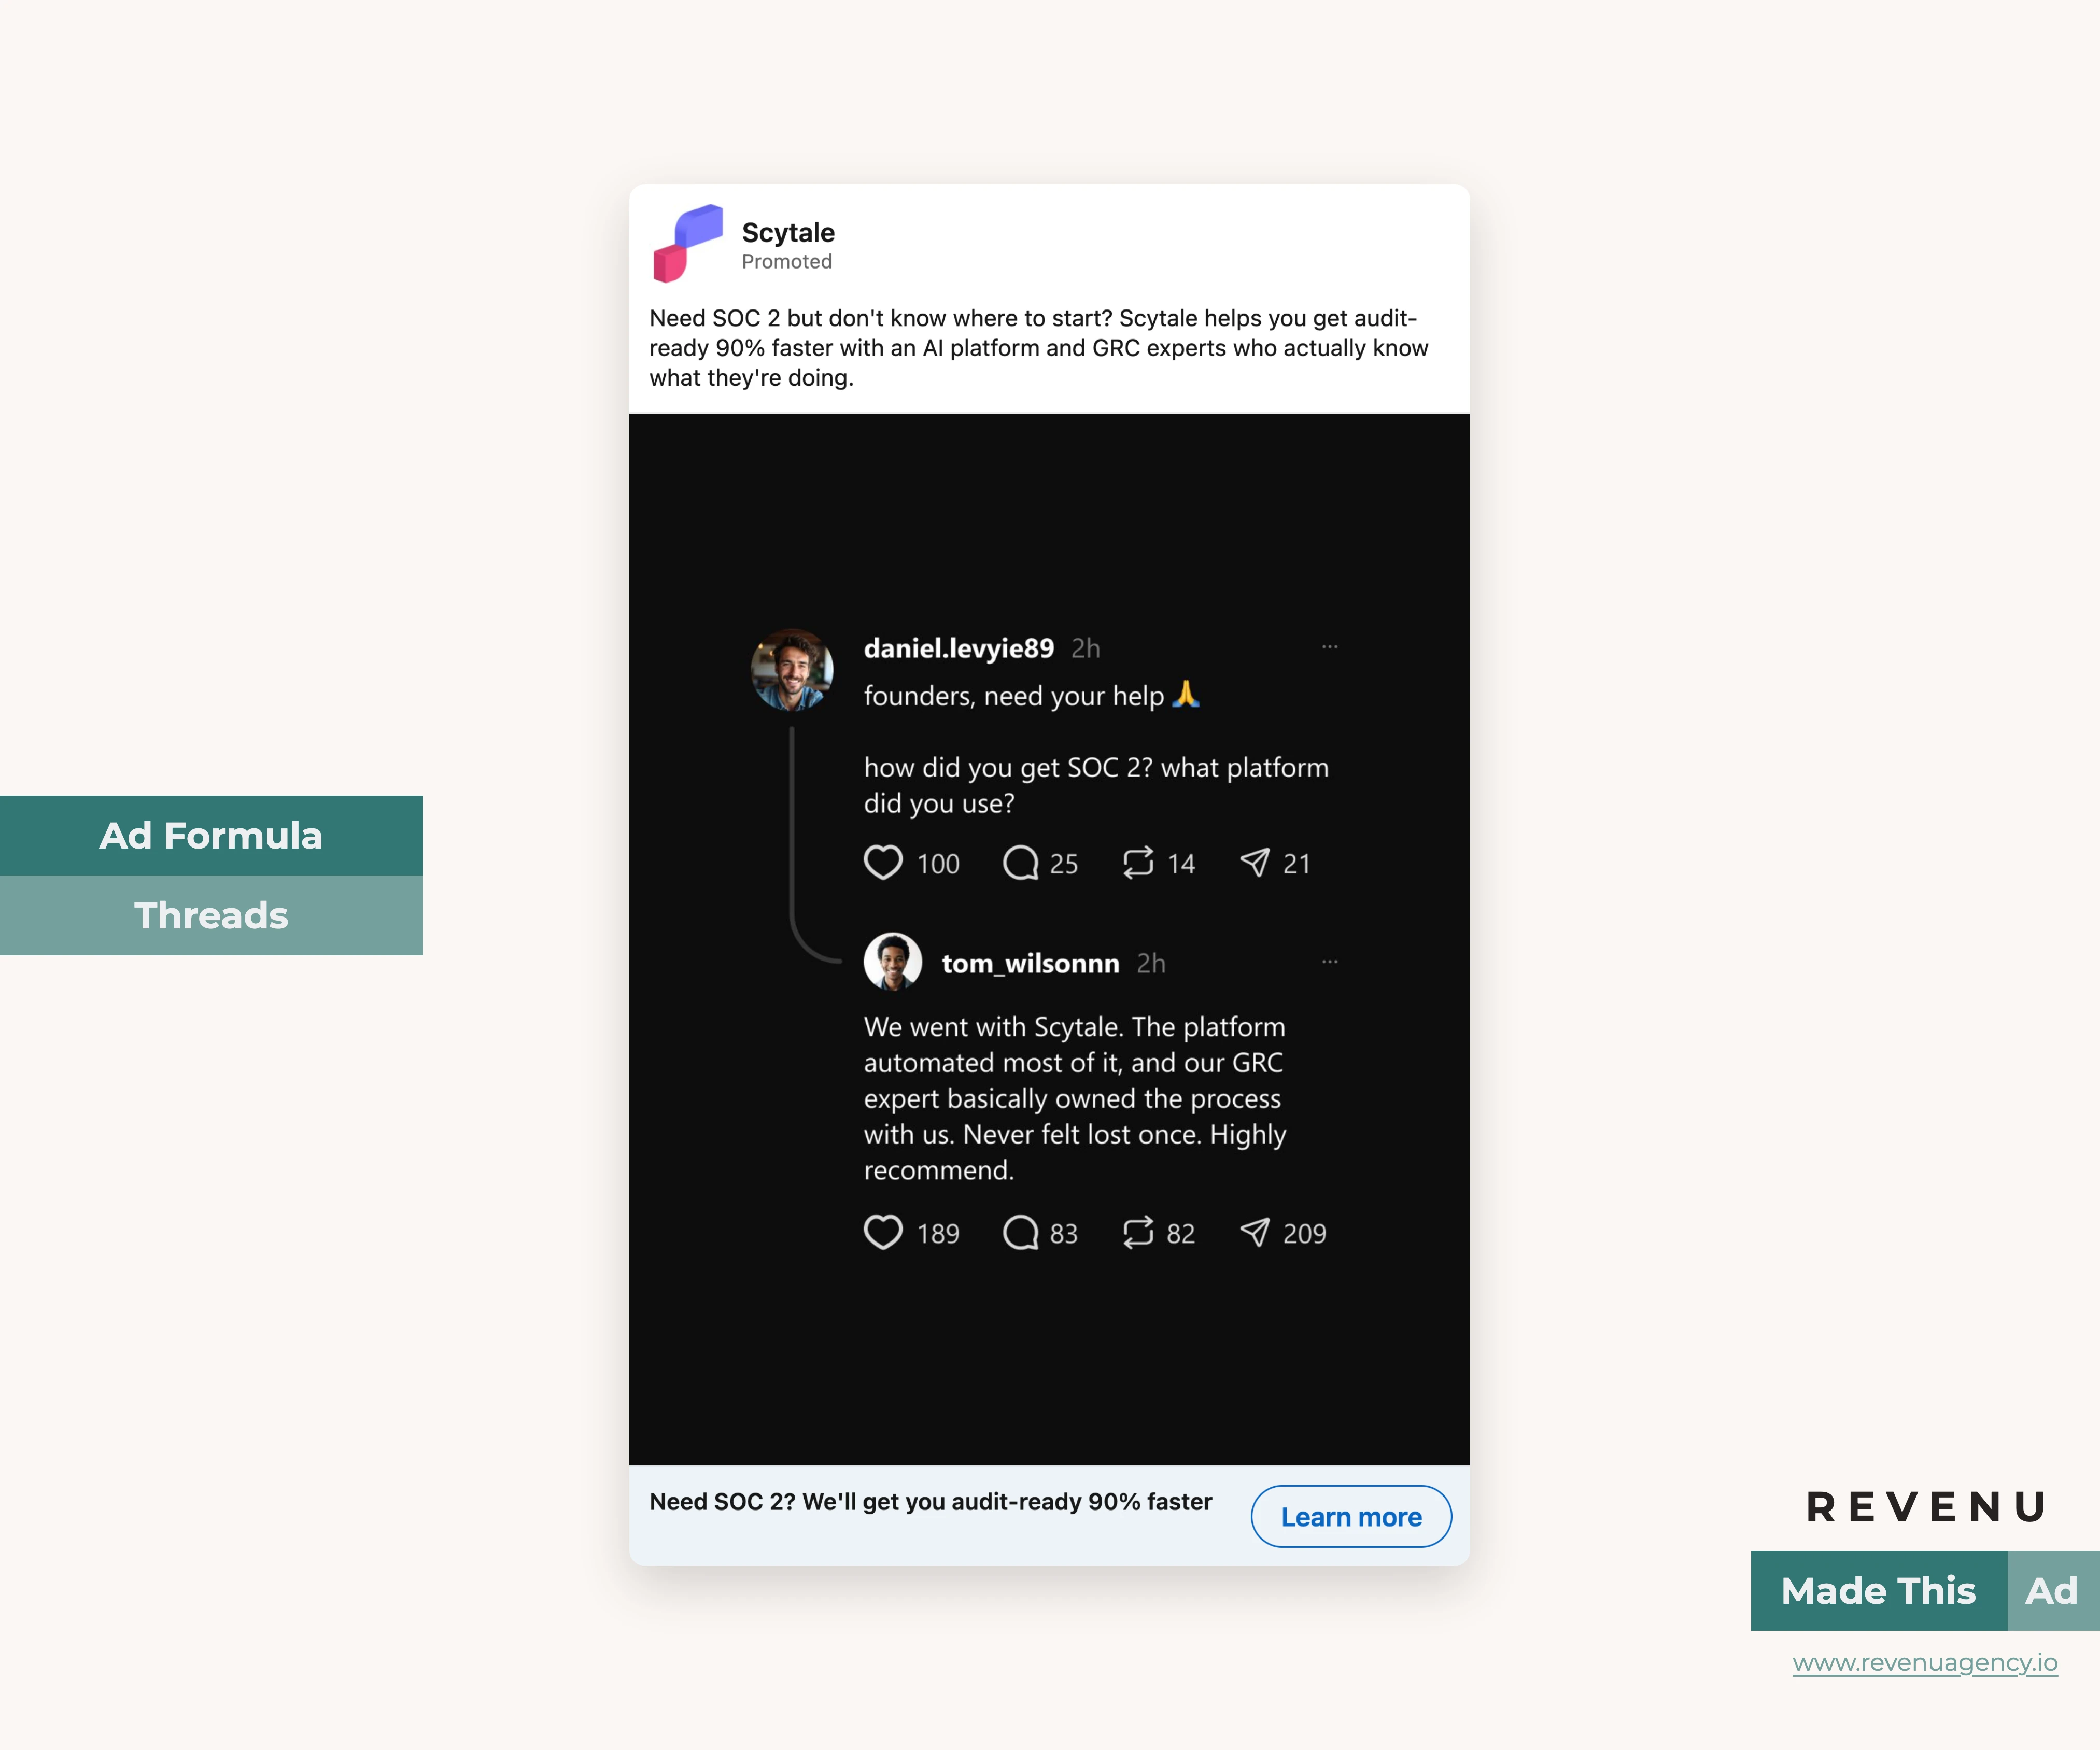 Scytale
Promoted
Need SOC 2 but don't know where to start? Scytale helps you get audit-
ready 90% faster with an AI platform and GRC experts who actually know
what they're doing.
daniel.levyie89 2h
founders, need your help 🙏
how did you get SOC 2? what platform
did you use?
100 25 14 21
tom_wilsonnn 2h
We went with Scytale. The platform
automated most of it, and our GRC
expert basically owned the process
with us. Never felt lost once. Highly
recommend.
189 83 82 209
Need SOC 2? We'll get you audit-ready 90% faster
Learn more
Ad Formula
Threads
REVENU
Made This Ad
www.revenuagency.io